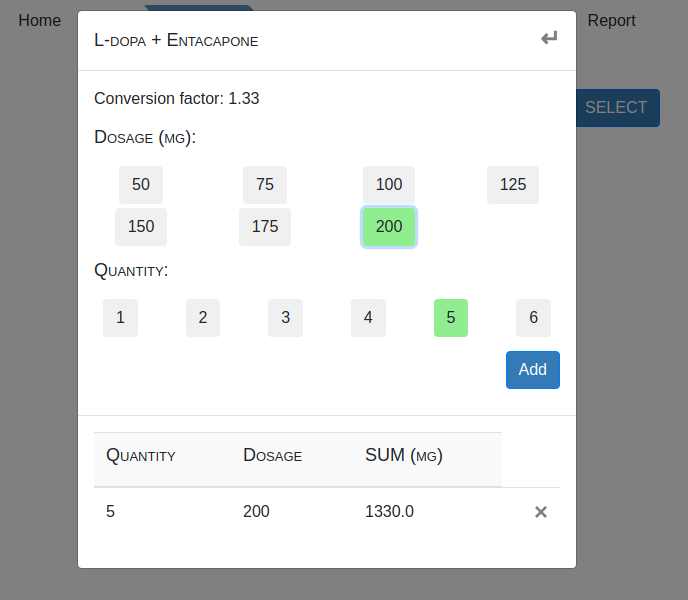 Home
Report
SELECT
L-dopa + Entacapone
Conversion factor: 1.33
Dosage (mg):
50 75 100 125
150 175 200
Quantity:
1 2 3 4 5 6
Add
Quantity Dosage SUM (mg)
5 200 1330.0